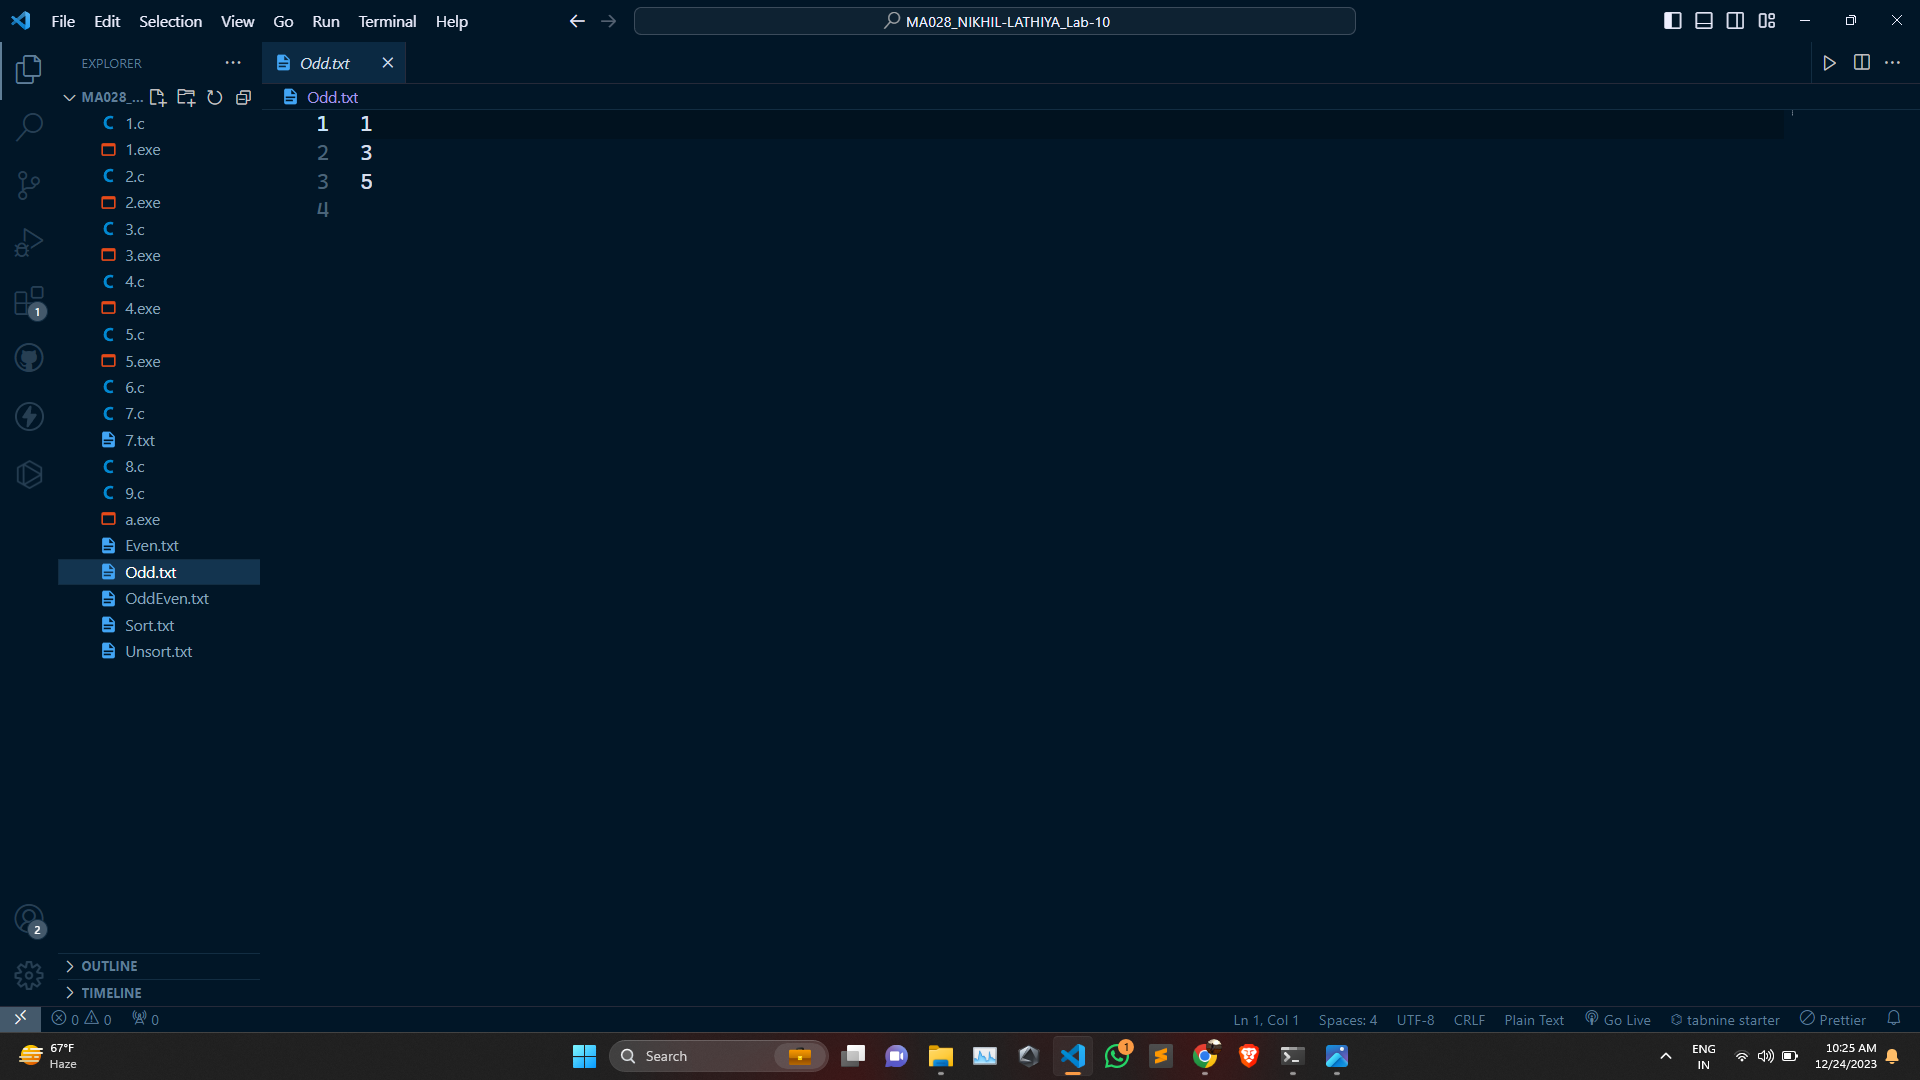 File Edit Selection View Go Run Terminal Help
MA028_NIKHIL-LATHIYA_Lab-10
EXPLORER
Odd.txt
MA028_...
Odd.txt
1.c
1.exe
2.c
2.exe
3.c
3.exe
4.c
4.exe
5.c
5.exe
6.c
7.c
7.txt
8.c
9.c
a.exe
Even.txt
Odd.txt
OddEven.txt
Sort.txt
Unsort.txt
1 1
2 3
3 5
4
1
2
OUTLINE
TIMELINE
0 0 0
Ln 1, Col 1 Spaces: 4 UTF-8 CRLF Plain Text Go Live tabnine starter Prettier
67°F
Haze
Search
1
ENG
IN
10:25 AM
12/24/2023